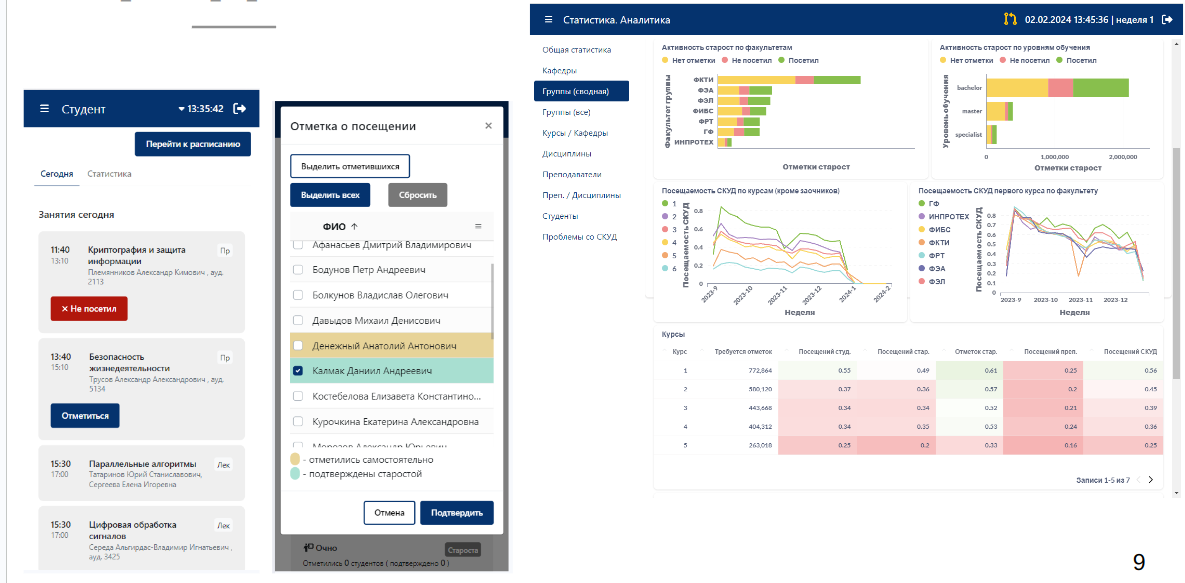 Студент
13:35:42
Перейти к расписанию
Сегодня
Статистика
Занятия сегодня
11:40
13:10
Криптография и защита
информации
Пр
Племянников Александр Кимович , ауд.
2113
× Не посетил
13:40
15:10
Безопасность
жизнедеятельности
Пр
Трусов Александр Александрович , ауд.
5134
Отметиться
15:30
17:00
Параллельные алгоритмы
Лек
Татаринов Юрий Станиславович,
Сергеева Елена Игоревна
15:30
17:00
Цифровая обработка
сигналов
Лек
Середа Альгирдас-Владимир Игнатьевич ,
ауд. 3425
Отметка о посещении
×
Выделить отметившихся
Выделить всех
Сбросить
ФИО ↑
Афанасьев Дмитрий Владимирович
Бодунов Петр Андреевич
Болкунов Владислав Олегович
Давыдов Михаил Денисович
Денежный Анатолий Антонович
Калмак Даниил Андреевич
Костебелова Елизавета Константино...
Курочкина Екатерина Александровна
Морозов Александр Юрьевич
- отметились самостоятельно
- подтверждены старостой
Отмена
Подтвердить
Очно
Староста
Отметились 0 студентов ( подтверждено 0 )
Статистика. Аналитика
02.02.2024 13:45:36 | неделя 1
Общая статистика
Кафедры
Группы (сводная)
Группы (все)
Курсы / Кафедры
Дисциплины
Преподаватели
Преп. / Дисциплины
Студенты
Проблемы со СКУД
Активность старост по факультетам
Нет отметки Не посетил Посетил
Факультет группы
ФКТИ
ФЭА
ФЭЛ
ФИБС
ФРТ
ГФ
ИНПРОТЕХ
Отметки старост
Активность старост по уровням обучения
Нет отметки Не посетил Посетил
Уровень обучения
bachelor
master
specialist
0 1,000,000 2,000,000
Отметки старост
Посещаемость СКУД по курсам (кроме заочников)
1
2
3
4
5
6
Посещаемость СКУД
0.8
0.6
0.4
0.2
0
2023-9 2023-10 2023-11 2023-12 2024-1 2024-2
Недели
Посещаемость СКУД первого курса по факультету
ГФ
ИНПРОТЕХ
ФИБС
ФКТИ
ФРТ
ФЭА
ФЭЛ
Посещаемость СКУД
0.8
0.7
0.6
0.5
0.4
0.3
0.2
0.1
2023-9 2023-10 2023-11 2023-12
Недели
Курсы
Курс Требуется отметок Посещений студ. Посещений стар. Отметок стар. Посещений преп. Посещений СКУД
1 772,864 0.55 0.49 0.61 0.25 0.56
2 580,120 0.37 0.36 0.57 0.2 0.45
3 443,668 0.34 0.34 0.52 0.21 0.39
4 404,312 0.34 0.35 0.53 0.24 0.36
5 263,018 0.25 0.2 0.33 0.16 0.25
Записи 1-5 из 7
9